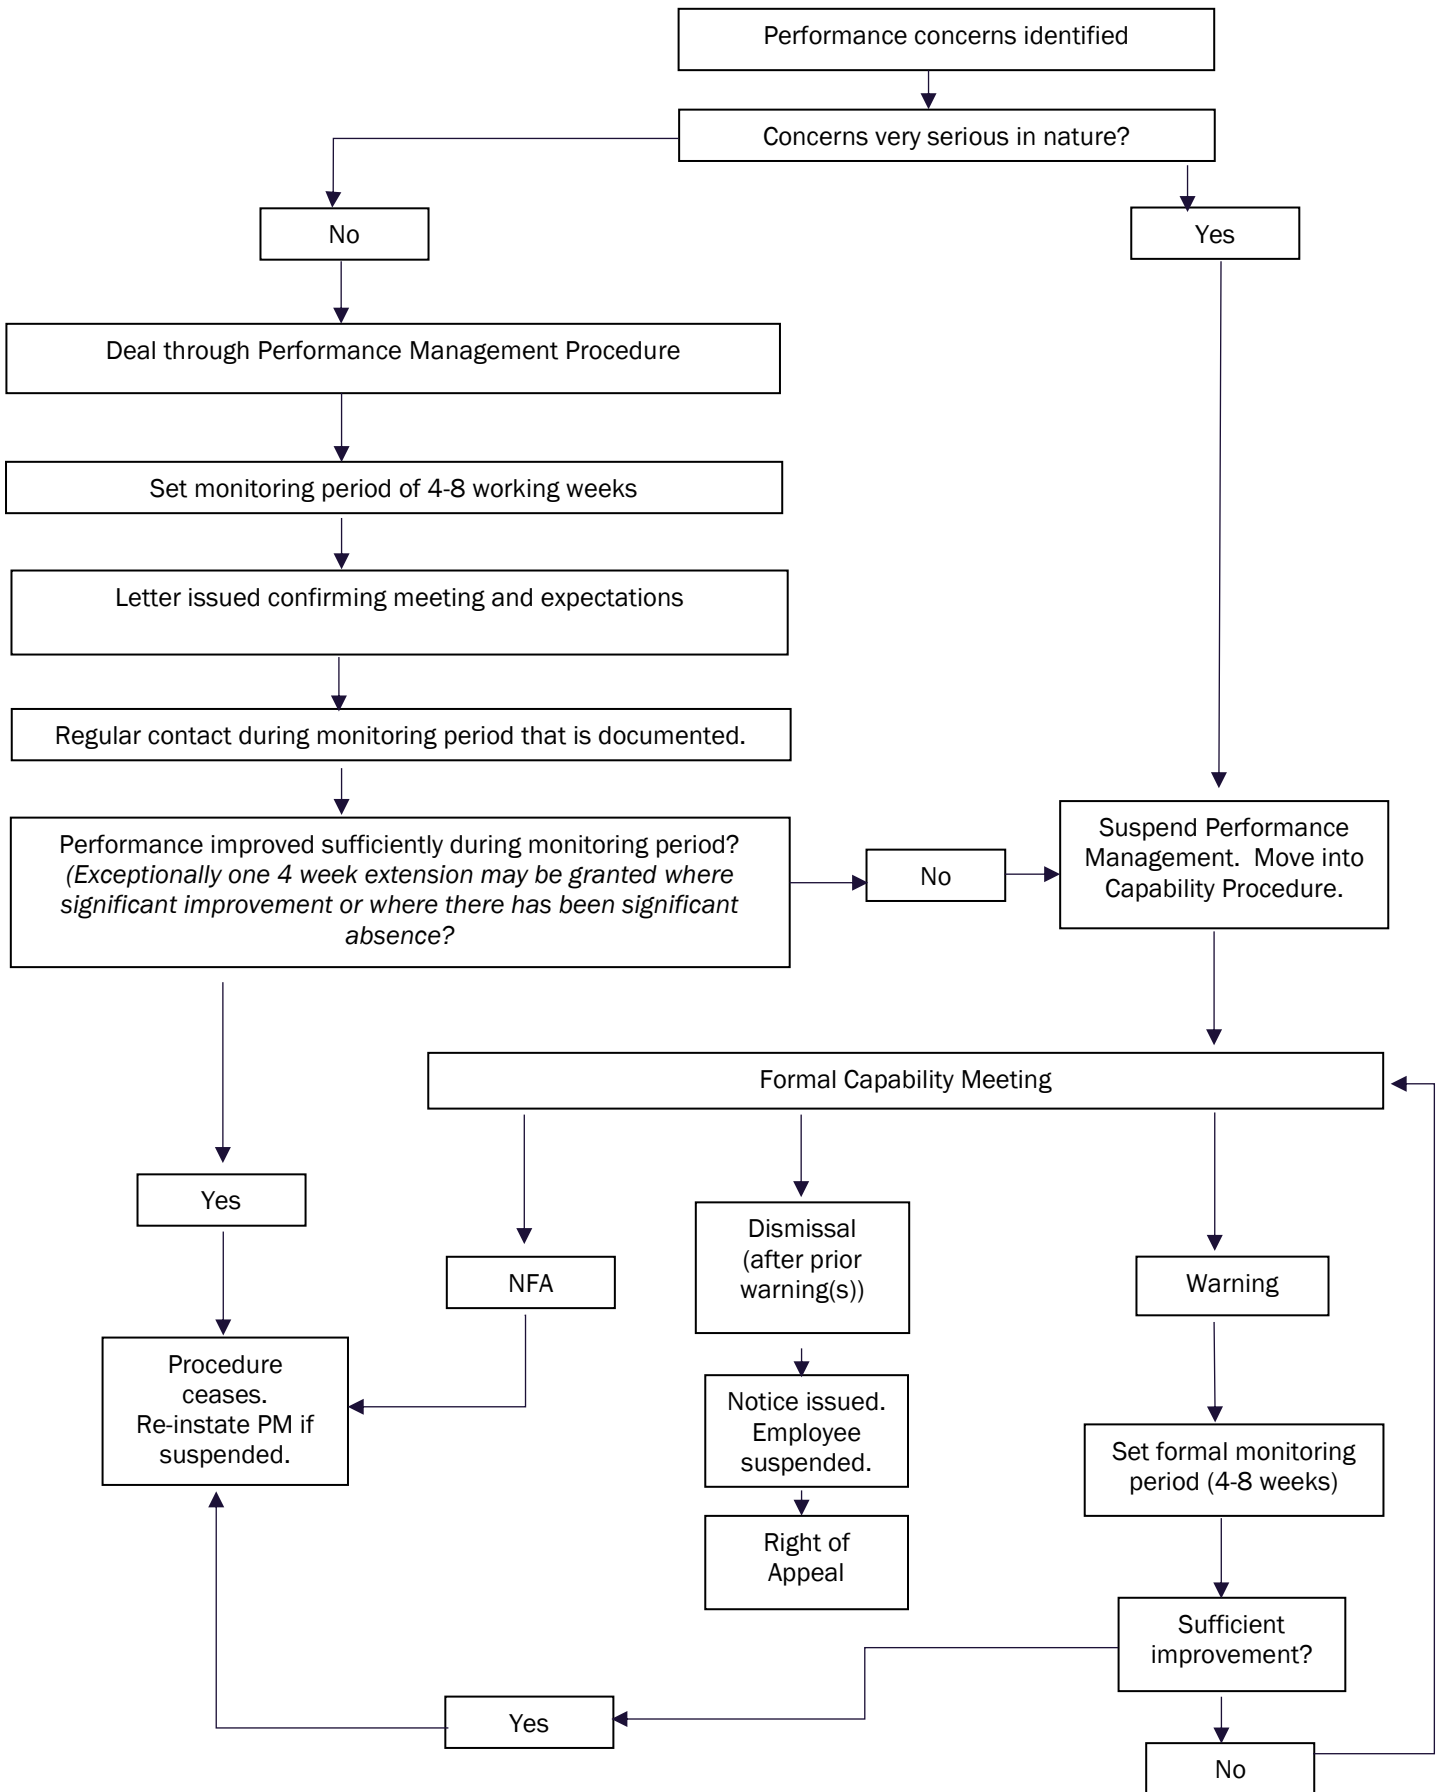 Performance concerns identified
Concerns very serious in nature?
No
Yes
Deal through Performance Management Procedure
Set monitoring period of 4-8 working weeks
Letter issued confirming meeting and expectations
Regular contact during monitoring period that is documented.
Performance improved sufficiently during monitoring period?
(Exceptionally one 4 week extension may be granted where
significant improvement or where there has been significant
absence?
No
Suspend Performance
Management.  Move into
Capability Procedure.
Formal Capability Meeting
Yes
NFA
Dismissal
(after prior
warning(s))
Warning
Procedure
ceases.
Re-instate PM if
suspended.
Notice issued.
Employee
suspended.
Set formal monitoring
period (4-8 weeks)
Right of
Appeal
Sufficient
improvement?
Yes
No